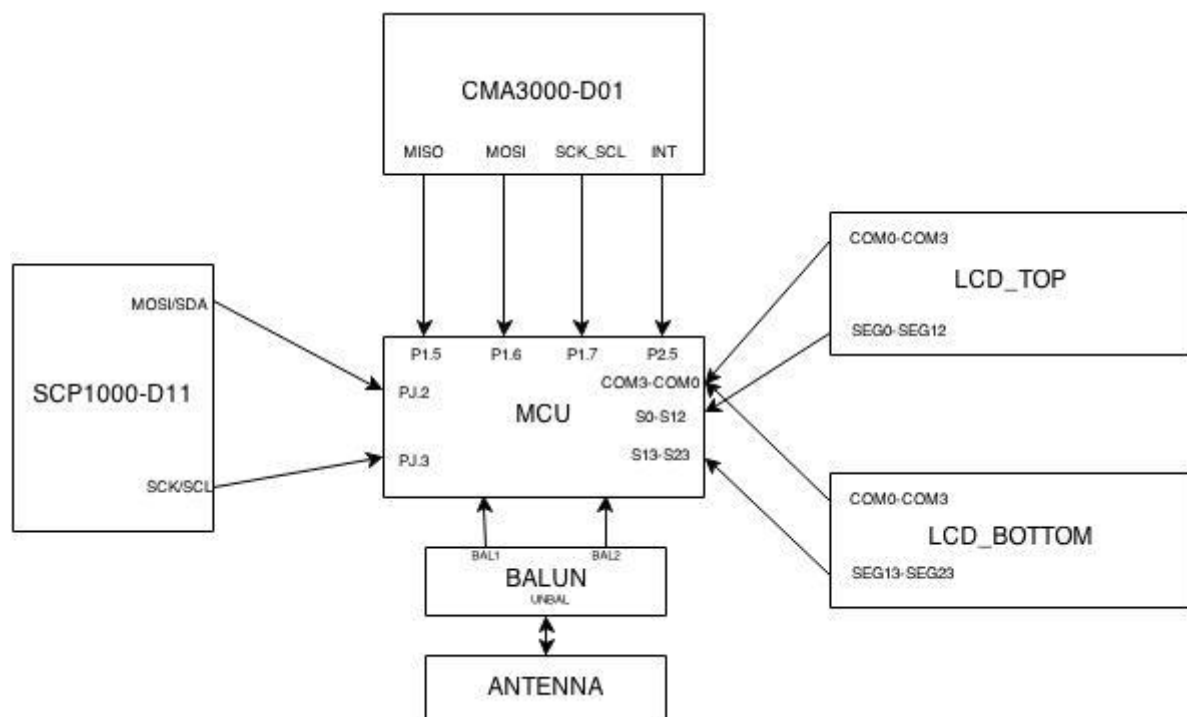 CMA3000-D01
MISO MOSI SCK_SCL INT
COM0-COM3
LCD_TOP
SEG0-SEG12
MOSI/SDA
SCP1000-D11
SCK/SCL
P1.5 P1.6 P1.7 P2.5
COM3-COM0
PJ.2
MCU
S0-S12
S13-S23
PJ.3
COM0-COM3
LCD_BOTTOM
SEG13-SEG23
BAL1 BAL2
BALUN
UNBAL
ANTENNA